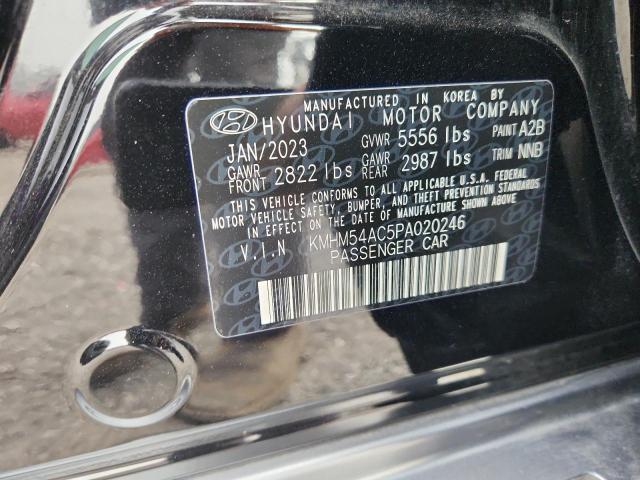 MANUFACTURED IN KOREA BY
HYUNDAI MOTOR COMPANY
JAN/2023 GVWR 5556 lbs PAINT A2B
GAWR FRONT 2822 lbs GAWR REAR 2987 lbs TRIM NNB
THIS VEHICLE CONFORMS TO ALL APPLICABLE U.S.A. FEDERAL
MOTOR VEHICLE SAFETY, BUMPER, AND THEFT PREVENTION STANDARDS
IN EFFECT ON THE DATE OF MANUFACTURE SHOWN ABOVE.
V.I.N KMHM54AC5PA020246
PASSENGER CAR